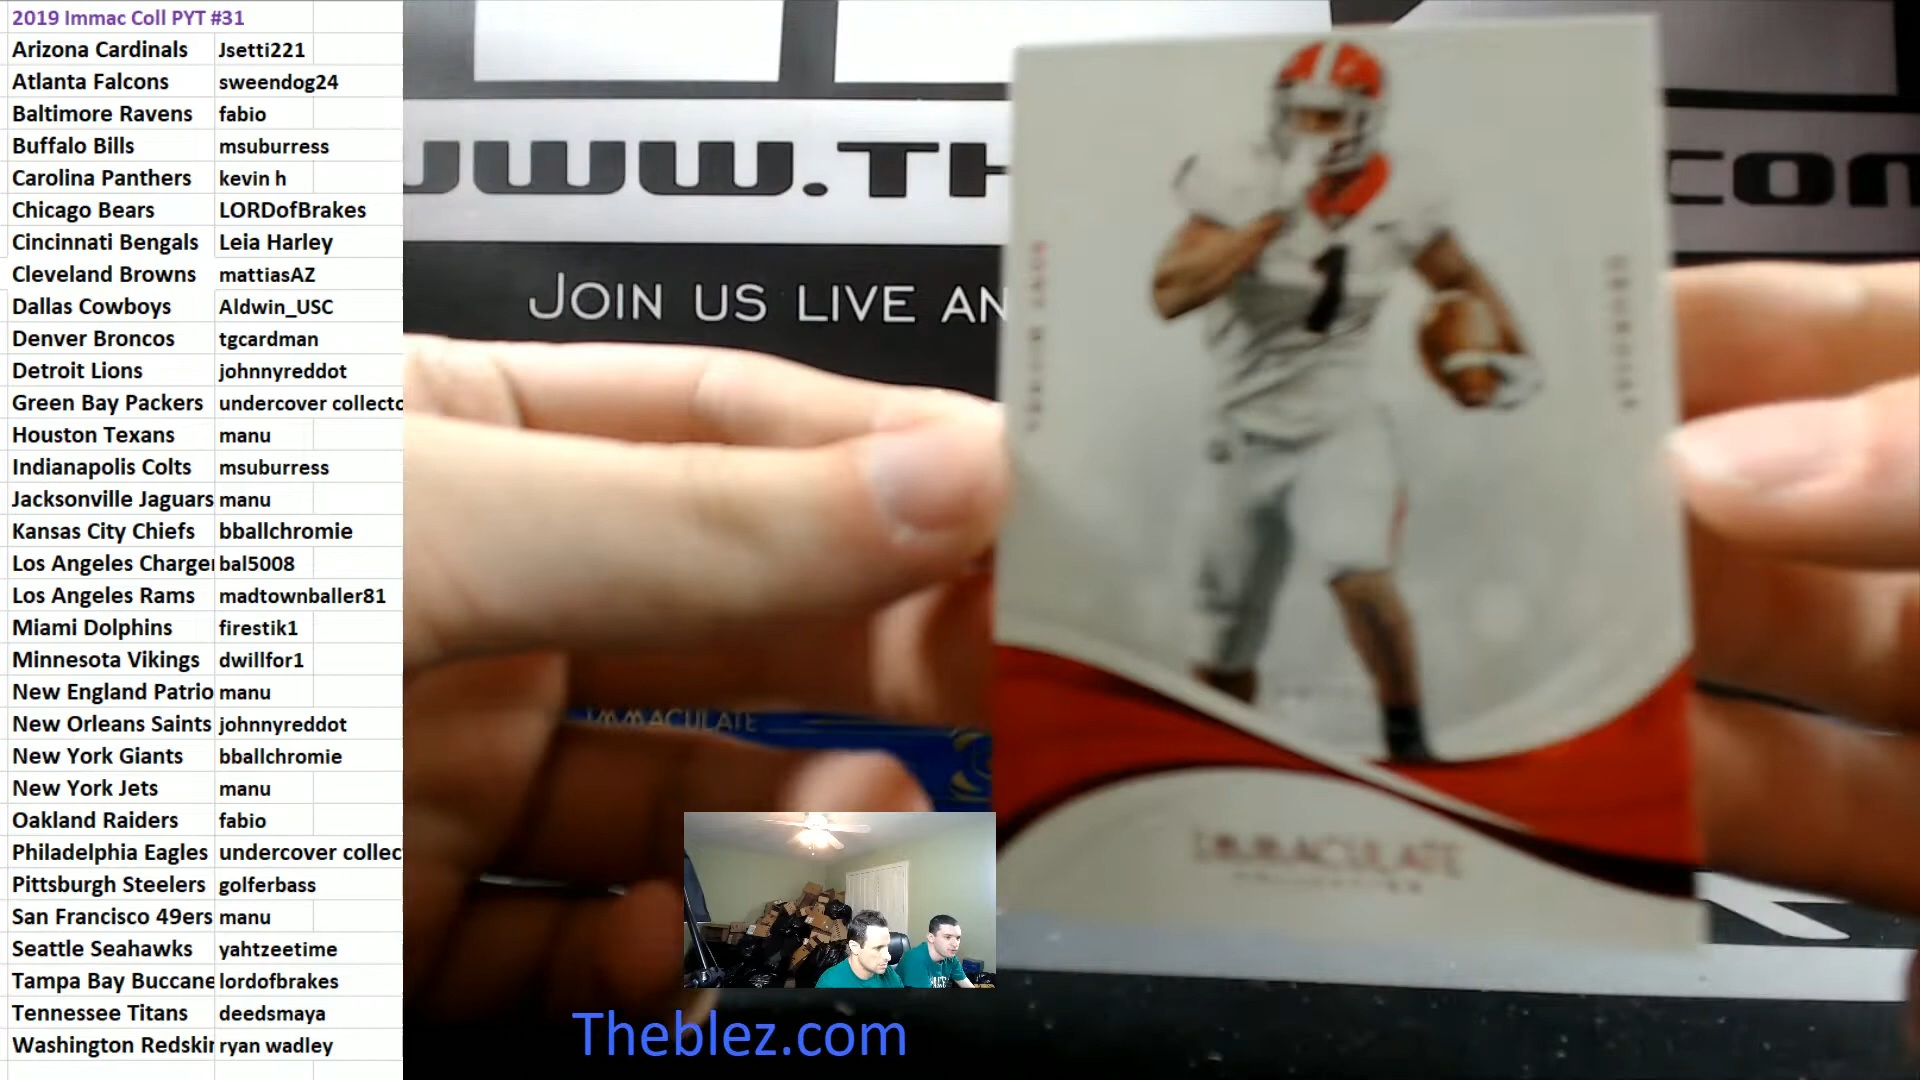 2019 Immac Coll PYT #31
Arizona Cardinals Jsetti221
Atlanta Falcons sweendog24
Baltimore Ravens fabio
Buffalo Bills msuburress
Carolina Panthers kevin h
Chicago Bears LORDofBrakes
Cincinnati Bengals Leia Harley
Cleveland Browns mattiasAZ
Dallas Cowboys Aldwin_USC
Denver Broncos tgcardman
Detroit Lions johnnyreddot
Green Bay Packers undercover collecto
Houston Texans manu
Indianapolis Colts msuburress
Jacksonville Jaguars manu
Kansas City Chiefs bballchromie
Los Angeles Charger bal5008
Los Angeles Rams madtownballer81
Miami Dolphins firestik1
Minnesota Vikings dwillfor1
New England Patrio manu
New Orleans Saints johnnyreddot
New York Giants bballchromie
New York Jets manu
Oakland Raiders fabio
Philadelphia Eagles undercover collec
Pittsburgh Steelers golferbass
San Francisco 49ers manu
Seattle Seahawks yahtzeetime
Tampa Bay Buccane lordofbrakes
Tennessee Titans deedsmaya
Washington Redskin ryan wadley
www.TH
.com
JOIN US LIVE AN
1
IMMACULATE
COLLECTION
IMMACULATE
Theblez.com